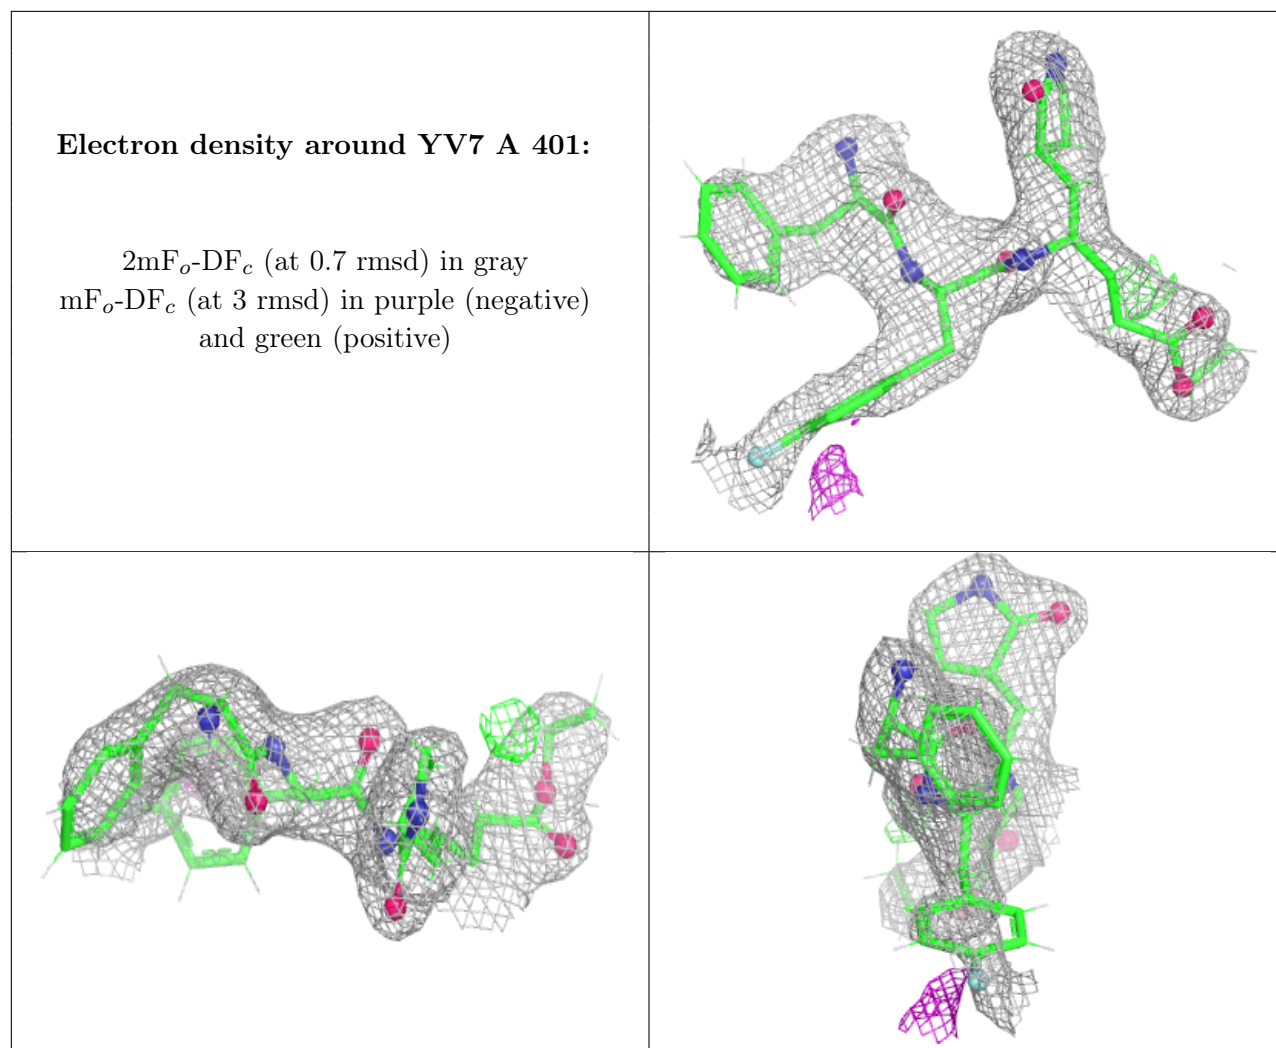 Electron density around YV7 A 401:
2mFo-DFc (at 0.7 rmsd) in gray
mFo-DFc (at 3 rmsd) in purple (negative)
and green (positive)